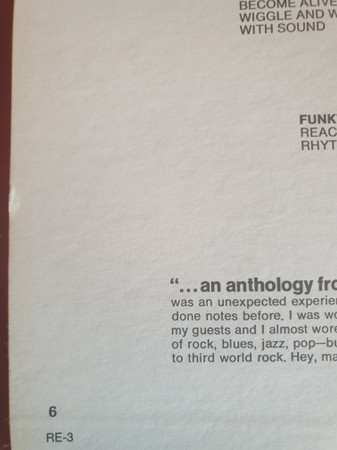 BECOME ALIVE
WIGGLE AND
WITH SOUND
FUNK
REAC
RHYT
“...an anthology fro
was an unexpected experie
done notes before. I was wo
my guests and I almost wore
of rock, blues, jazz, pop—bu
to third world rock. Hey, ma
6
RE-3